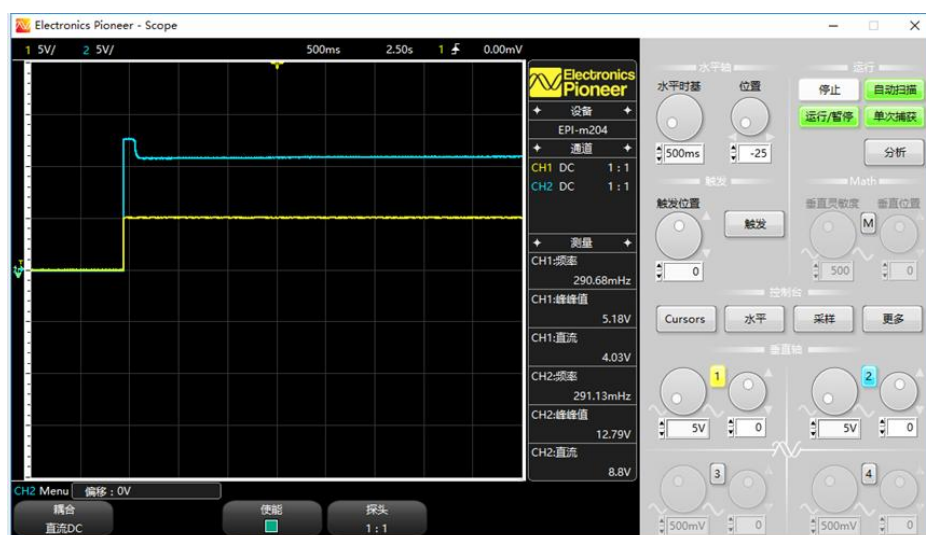 Electronics Pioneer - Scope
1 5V/ 2 5V/ 500ms 2.50s 1 0.00mV
Electronics
Pioneer
设备
EPI-m204
通道
CH1 DC 1 : 1
CH2 DC 1 : 1
测量
CH1:频率
290.68mHz
CH1:峰峰值
5.18V
CH1:直流
4.03V
CH2:频率
291.13mHz
CH2:峰峰值
12.79V
CH2:直流
8.8V
CH2 Menu 偏移 : 0V
耦合
直流DC
使能
探头
1 : 1
水平轴
水平时基 位置
500ms -25
运行
停止 自动扫描
运行/暂停 单次捕获
分析
触发
触发位置
触发
0
Math
垂直灵敏度 垂直位置
M
500 0
控制台
Cursors 水平 采样 更多
垂直轴
1 2
5V 0 5V 0
3 4
500mV 0 500mV 0